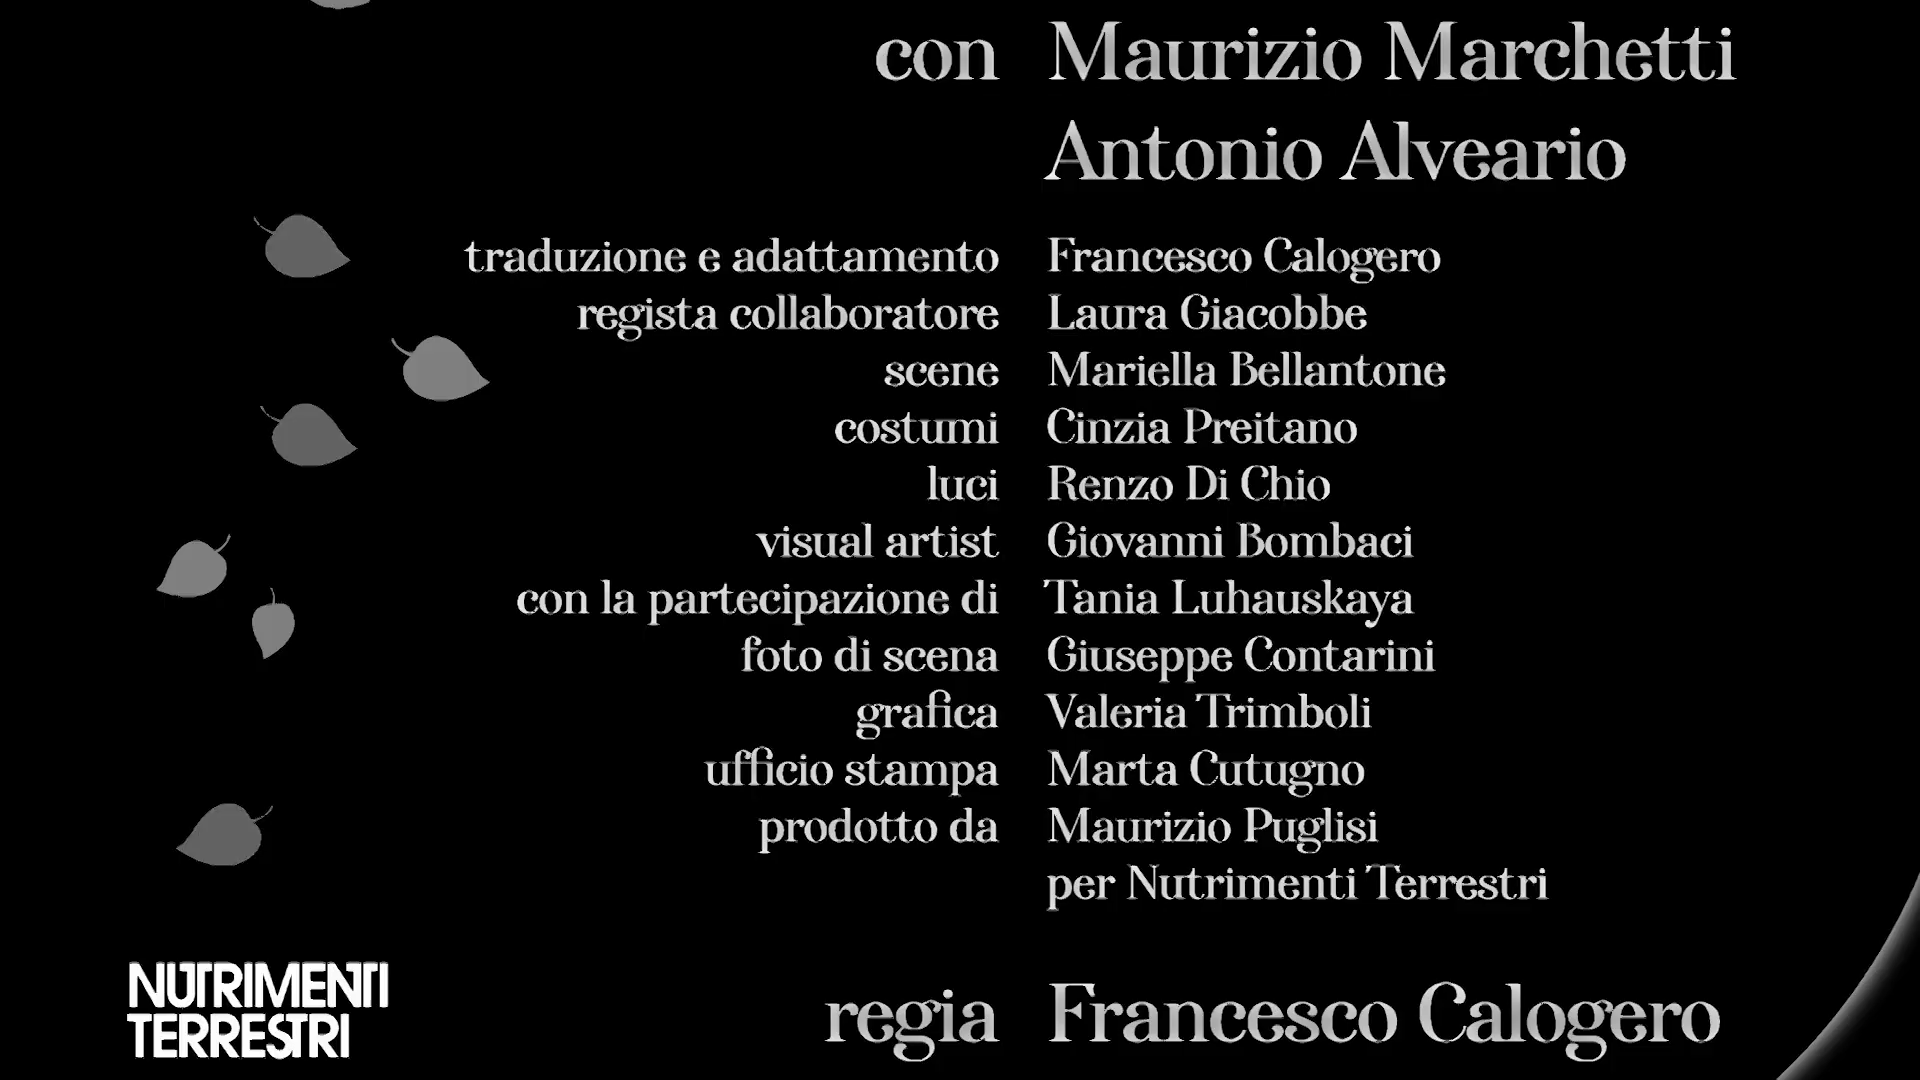 con Maurizio Marchetti
Antonio Alveario
traduzione e adattamento Francesco Calogero
regista collaboratore Laura Giacobbe
scene Mariella Bellantone
costumi Cinzia Preitano
luci Renzo Di Chio
visual artist Giovanni Bombaci
con la partecipazione di Tania Luhauskaya
foto di scena Giuseppe Contarini
grafica Valeria Trimboli
ufficio stampa Marta Cutugno
prodotto da Maurizio Puglisi
per Nutrimenti Terrestri
regia Francesco Calogero
NUTRIMENTI
TERRESTRI